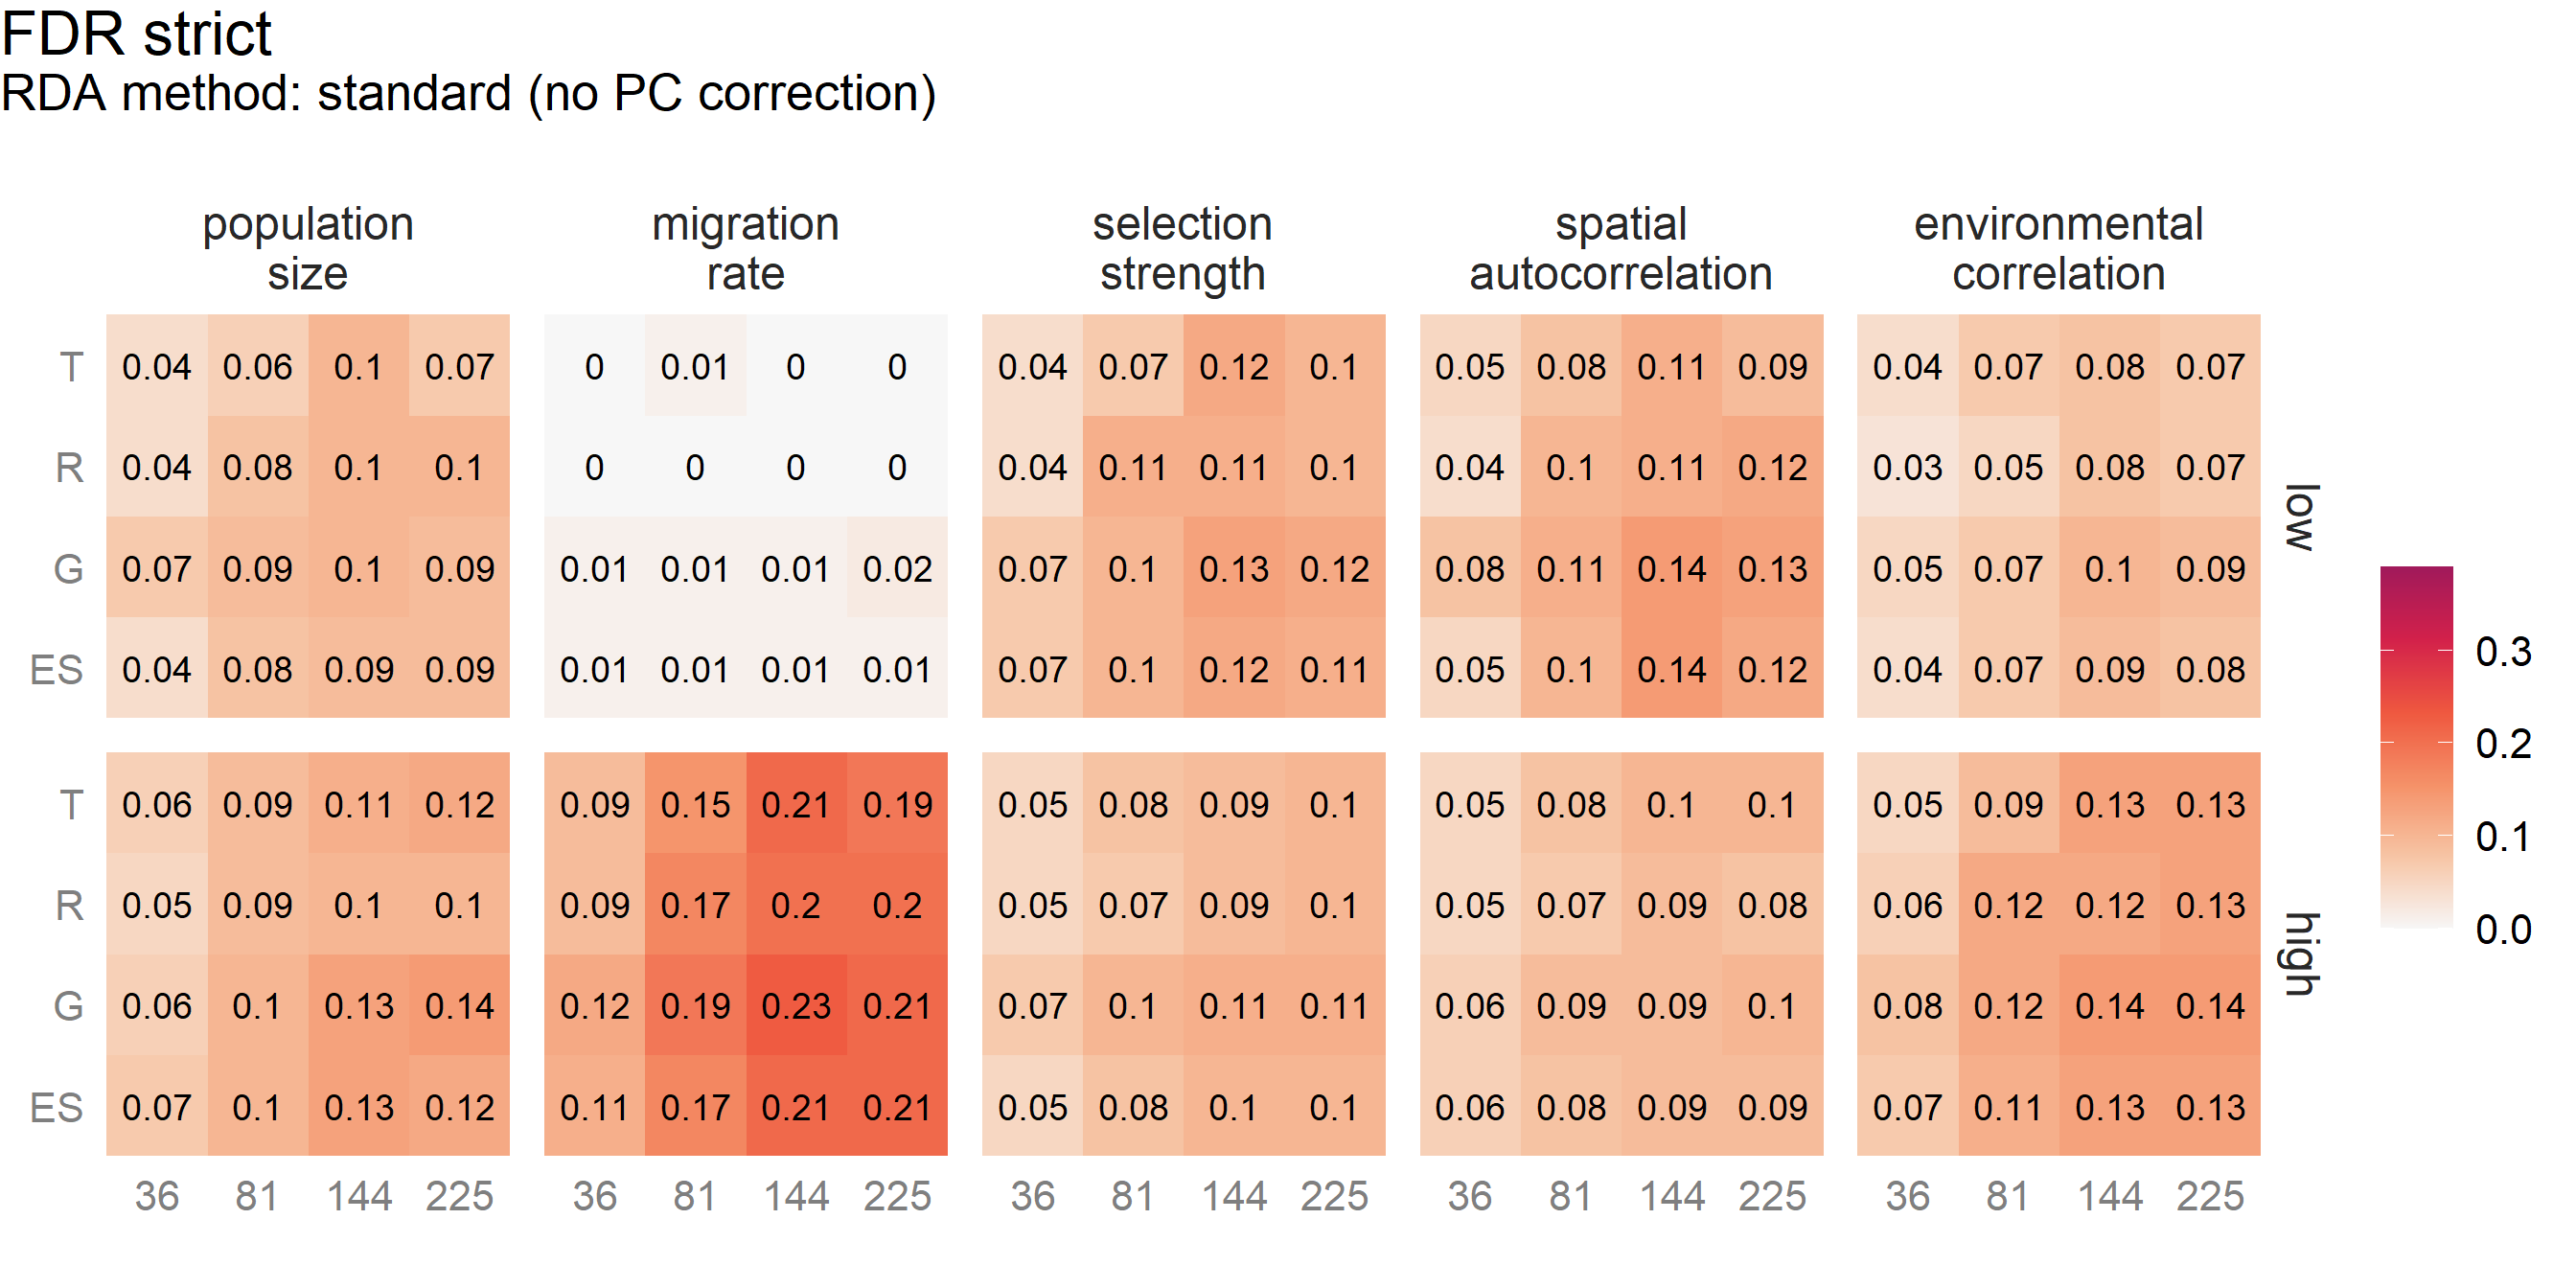 FDR strict
RDA method: standard (no PC correction)
population size
migration rate
selection strength
spatial autocorrelation
environmental correlation
T 0.04 0.06 0.1 0.07 0 0.01 0 0 0.04 0.07 0.12 0.1 0.05 0.08 0.11 0.09 0.04 0.07 0.08 0.07
R 0.04 0.08 0.1 0.1 0 0 0 0 0.04 0.11 0.11 0.1 0.04 0.1 0.11 0.12 0.03 0.05 0.08 0.07
G 0.07 0.09 0.1 0.09 0.01 0.01 0.01 0.02 0.07 0.1 0.13 0.12 0.08 0.11 0.14 0.13 0.05 0.07 0.1 0.09
ES 0.04 0.08 0.09 0.09 0.01 0.01 0.01 0.01 0.07 0.1 0.12 0.11 0.05 0.1 0.14 0.12 0.04 0.07 0.09 0.08
low
T 0.06 0.09 0.11 0.12 0.09 0.15 0.21 0.19 0.05 0.08 0.09 0.1 0.05 0.08 0.1 0.1 0.05 0.09 0.13 0.13
R 0.05 0.09 0.1 0.1 0.09 0.17 0.2 0.2 0.05 0.07 0.09 0.1 0.05 0.07 0.09 0.08 0.06 0.12 0.12 0.13
G 0.06 0.1 0.13 0.14 0.12 0.19 0.23 0.21 0.07 0.1 0.11 0.11 0.06 0.09 0.09 0.1 0.08 0.12 0.14 0.14
ES 0.07 0.1 0.13 0.12 0.11 0.17 0.21 0.21 0.05 0.08 0.1 0.1 0.06 0.08 0.09 0.09 0.07 0.11 0.13 0.13
high
36 81 144 225 36 81 144 225 36 81 144 225 36 81 144 225 36 81 144 225
0.3
0.2
0.1
0.0